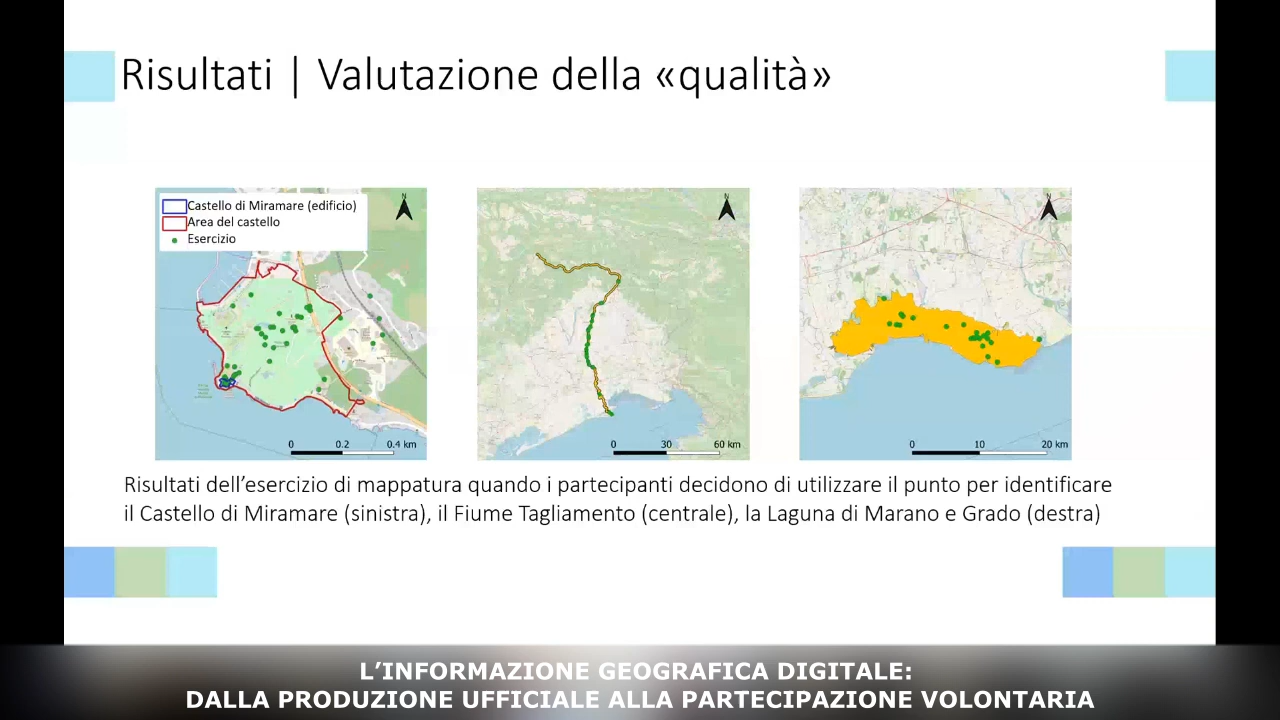 Risultati | Valutazione della «qualità»
Castello di Miramare (edificio)
Area del castello
Esercizio
N
0 0.2 0.4 km
N
0 30 60 km
N
0 10 20 km
Risultati dell’esercizio di mappatura quando i partecipanti decidono di utilizzare il punto per identificare
il Castello di Miramare (sinistra), il Fiume Tagliamento (centrale), la Laguna di Marano e Grado (destra)
L’INFORMAZIONE GEOGRAFICA DIGITALE:
DALLA PRODUZIONE UFFICIALE ALLA PARTECIPAZIONE VOLONTARIA